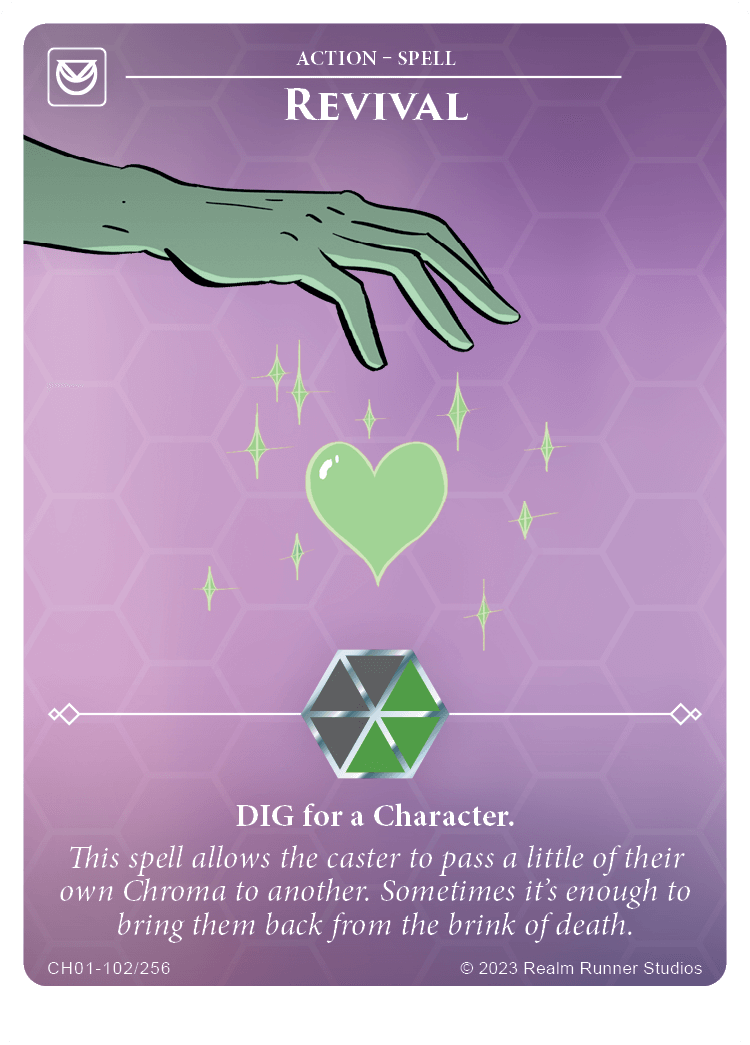 ACTION – SPELL
REVIVAL
DIG for a Character.
This spell allows the caster to pass a little of their
own Chroma to another. Sometimes it's enough to
bring them back from the brink of death.
CH01-102/256
© 2023 Realm Runner Studios